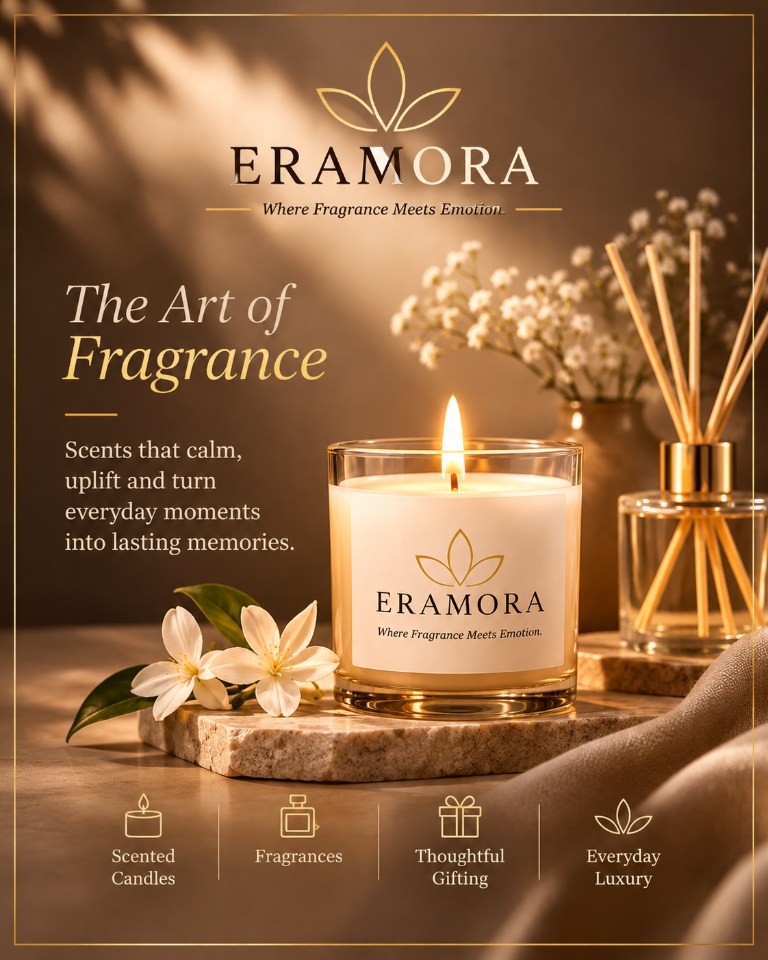 ERAMORA
Where Fragrance Meets Emotion.
The Art of
Fragrance
Scents that calm,
uplift and turn
everyday moments
into lasting memories.
ERAMORA
Where Fragrance Meets Emotion.
Scented
Candles
Fragrances
Thoughtful
Gifting
Everyday
Luxury